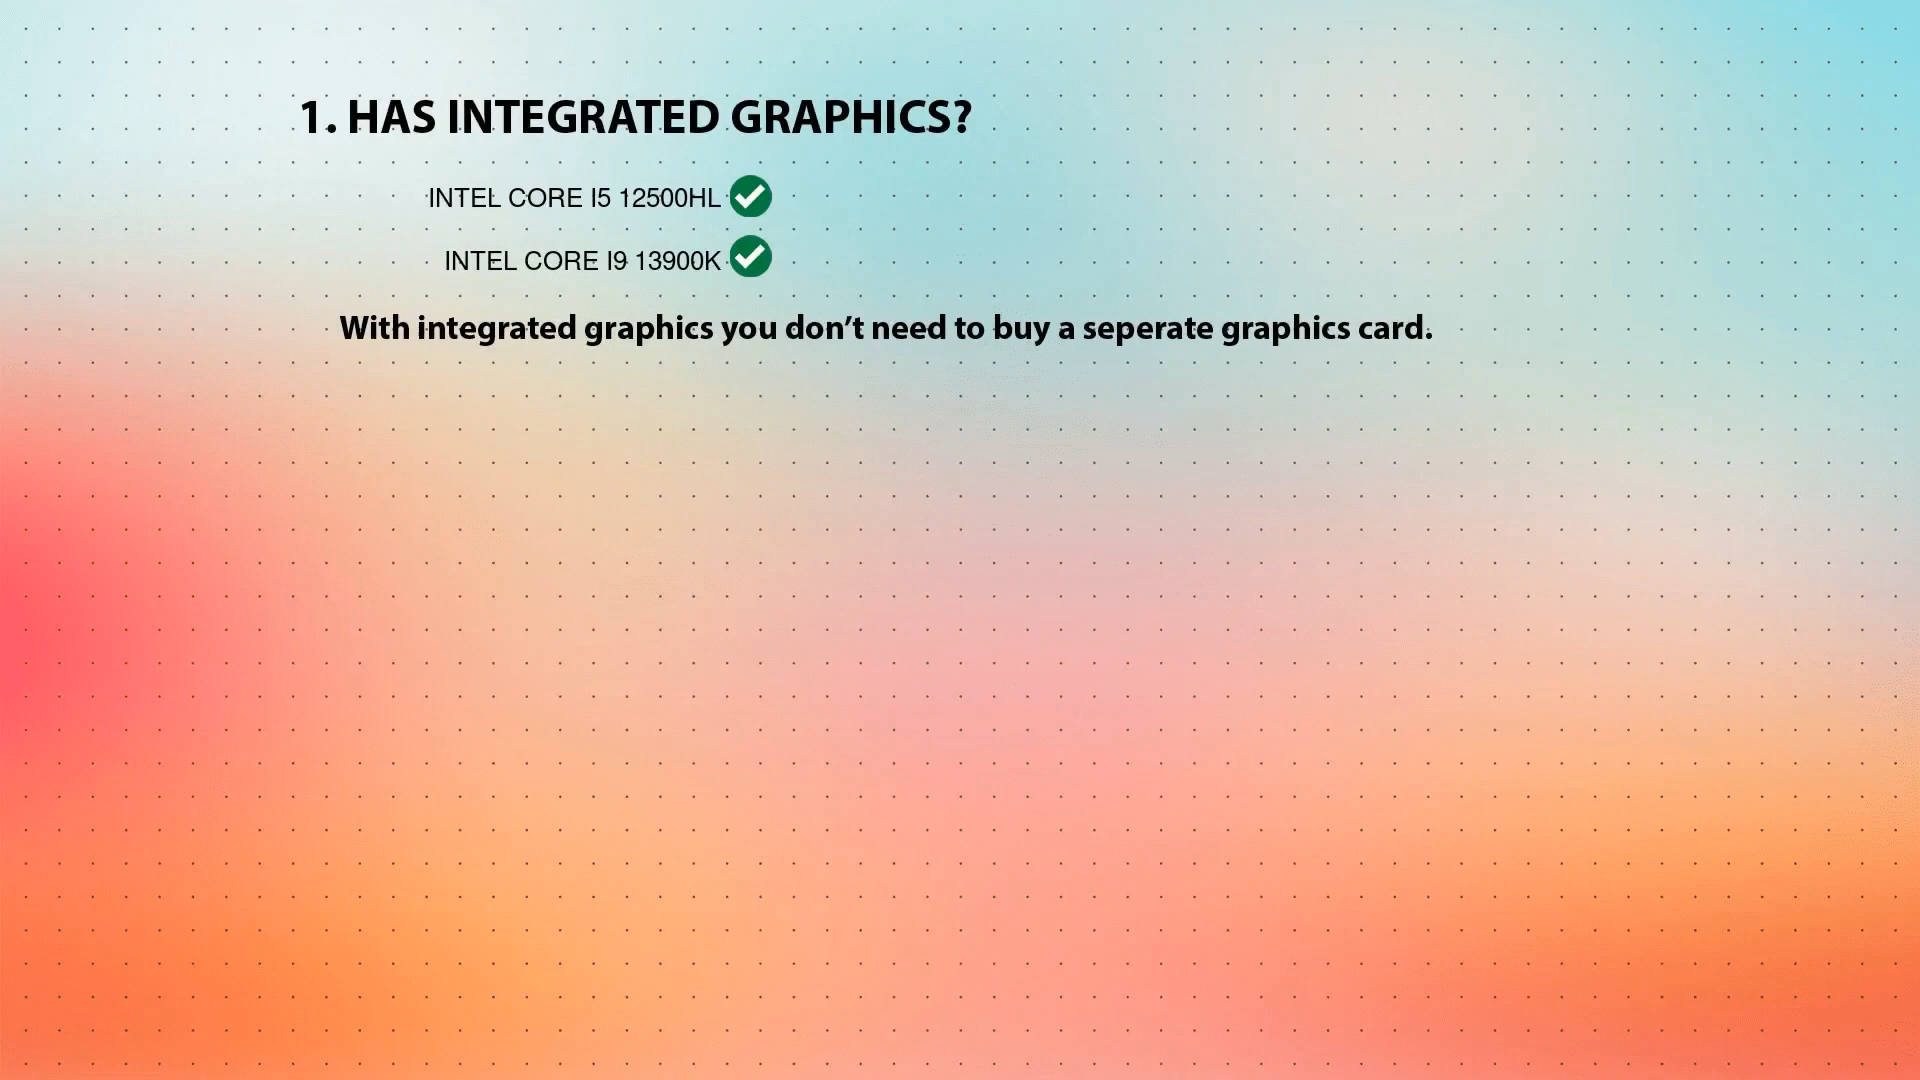 1. HAS INTEGRATED GRAPHICS?
INTEL CORE I5 12500HL
INTEL CORE I9 13900K
With integrated graphics you don’t need to buy a seperate graphics card.